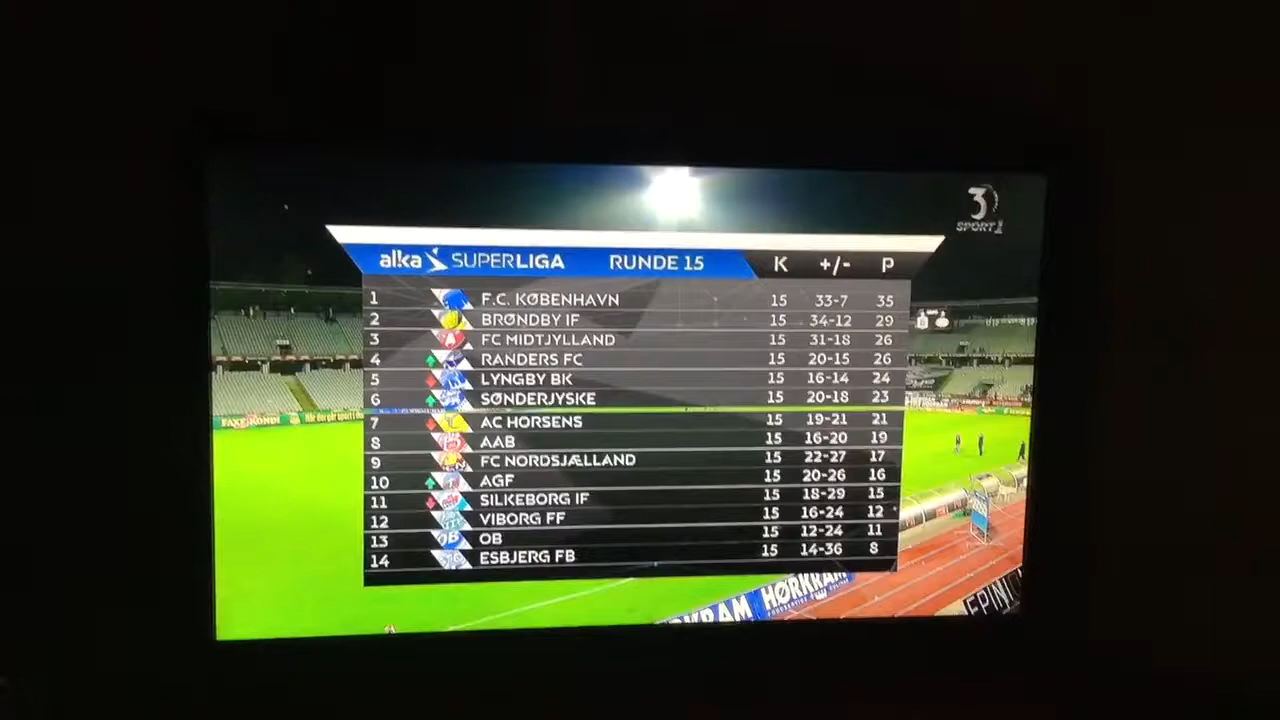 3
SPORT1
alka SUPERLIGA RUNDE 15 K +/- P
1 F.C. KØBENHAVN 15 33-7 35
2 BRØNDBY IF 15 34-12 29
3 FC MIDTJYLLAND 15 31-18 26
4 RANDERS FC 15 20-15 26
5 LYNGBY BK 15 16-14 24
6 SØNDERJYSKE 15 20-18 23
7 AC HORSENS 15 19-21 21
8 AAB 15 16-20 19
9 FC NORDSJÆLLAND 15 22-27 17
10 AGF 15 20-26 16
11 SILKEBORG IF 15 18-29 15
12 VIBORG FF 15 16-24 12
13 OB 15 12-24 11
14 ESBJERG FB 15 14-36 8
FAXE KONDI
HØRKRAM